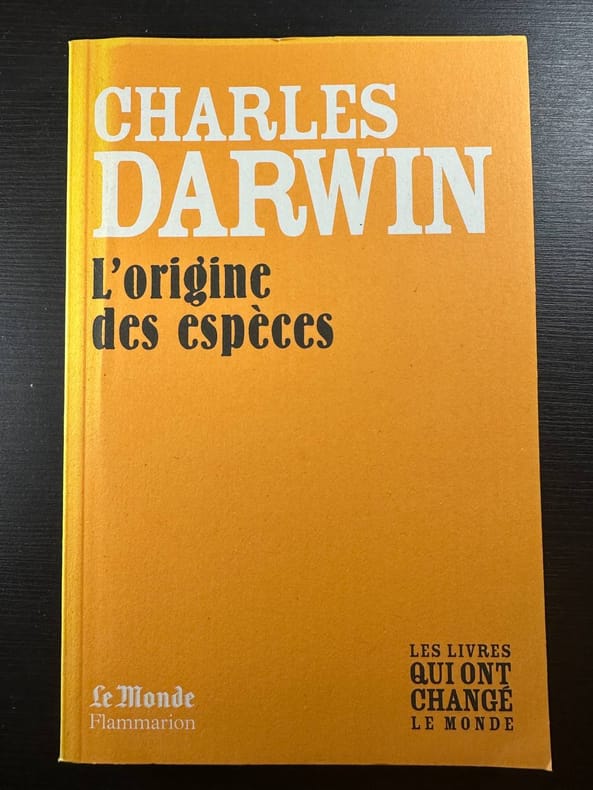 CHARLES
DARWIN
L'origine
des espèces
Le Monde
Flammarion
LES LIVRES
QUI ONT
CHANGÉ
LE MONDE